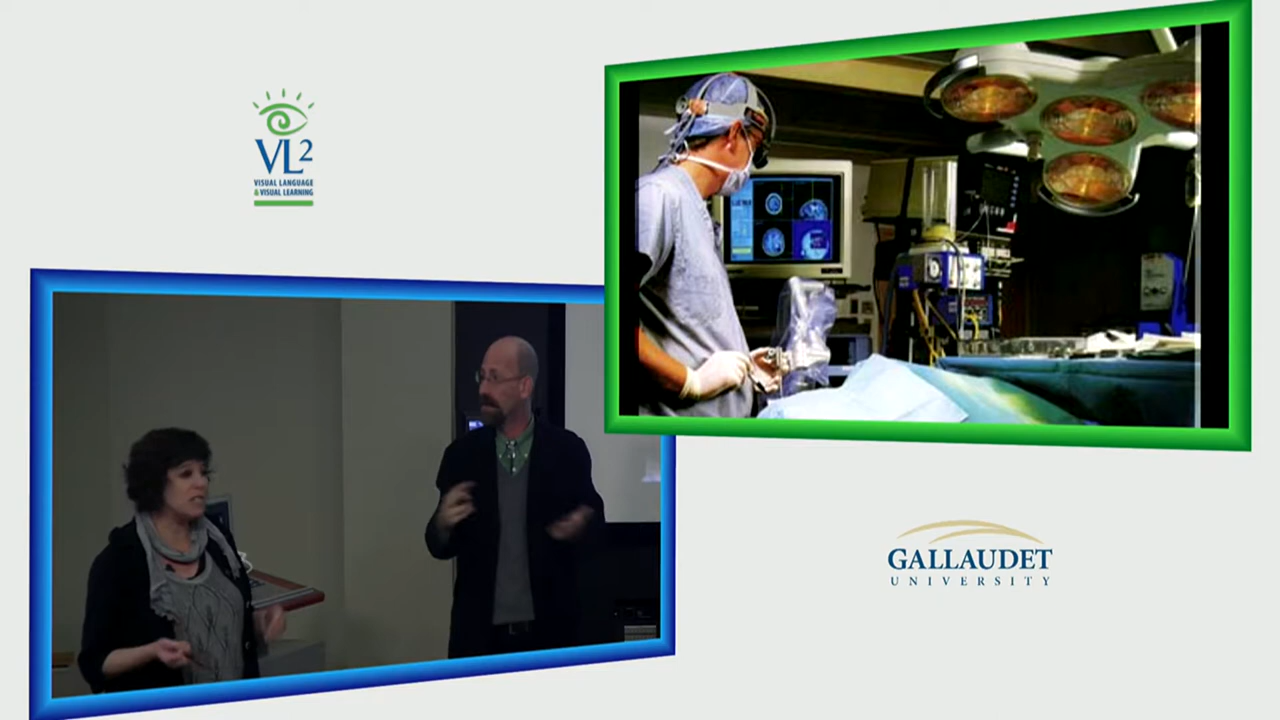 VL2
VISUAL LANGUAGE
& VISUAL LEARNING
GALLAUDET
UNIVERSITY